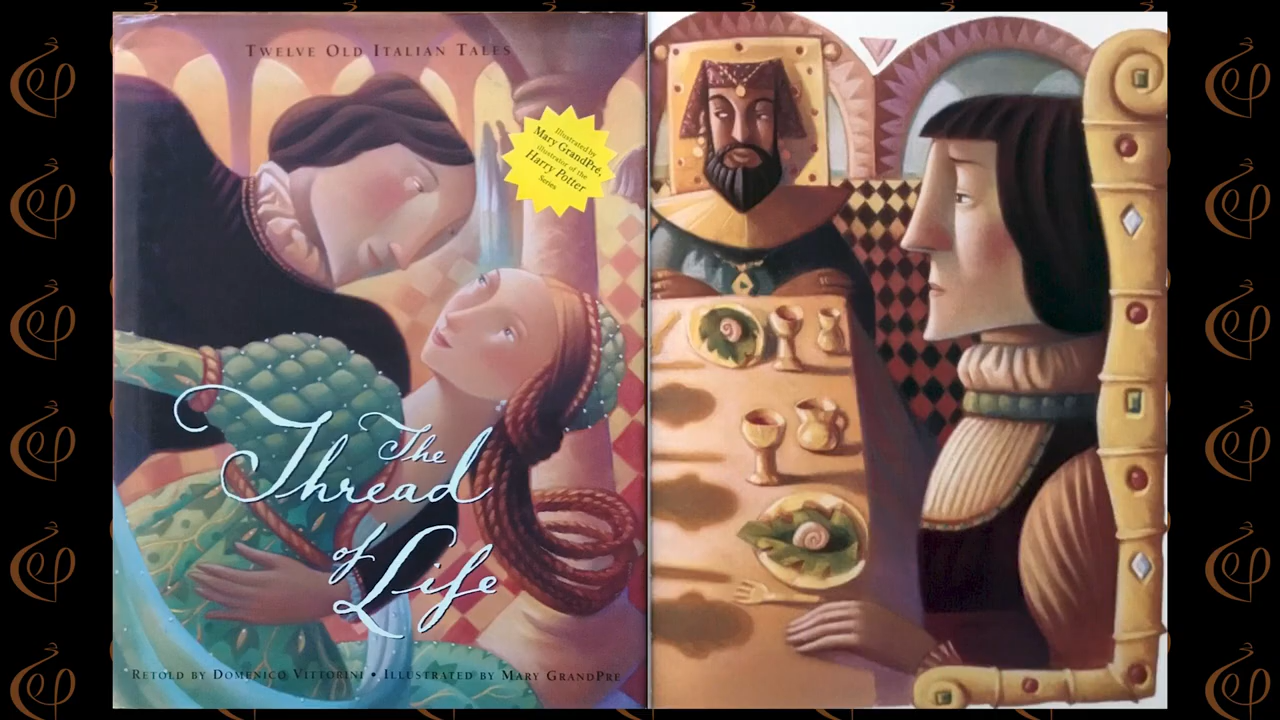 TWELVE OLD ITALIAN TALES
Illustrated by
Mary GrandPré,
illustrator of the
Harry Potter
Series
The
Thread
of
Life
RETOLD BY DOMENICO VITTORINI • ILLUSTRATED BY MARY GRANDPRÉ